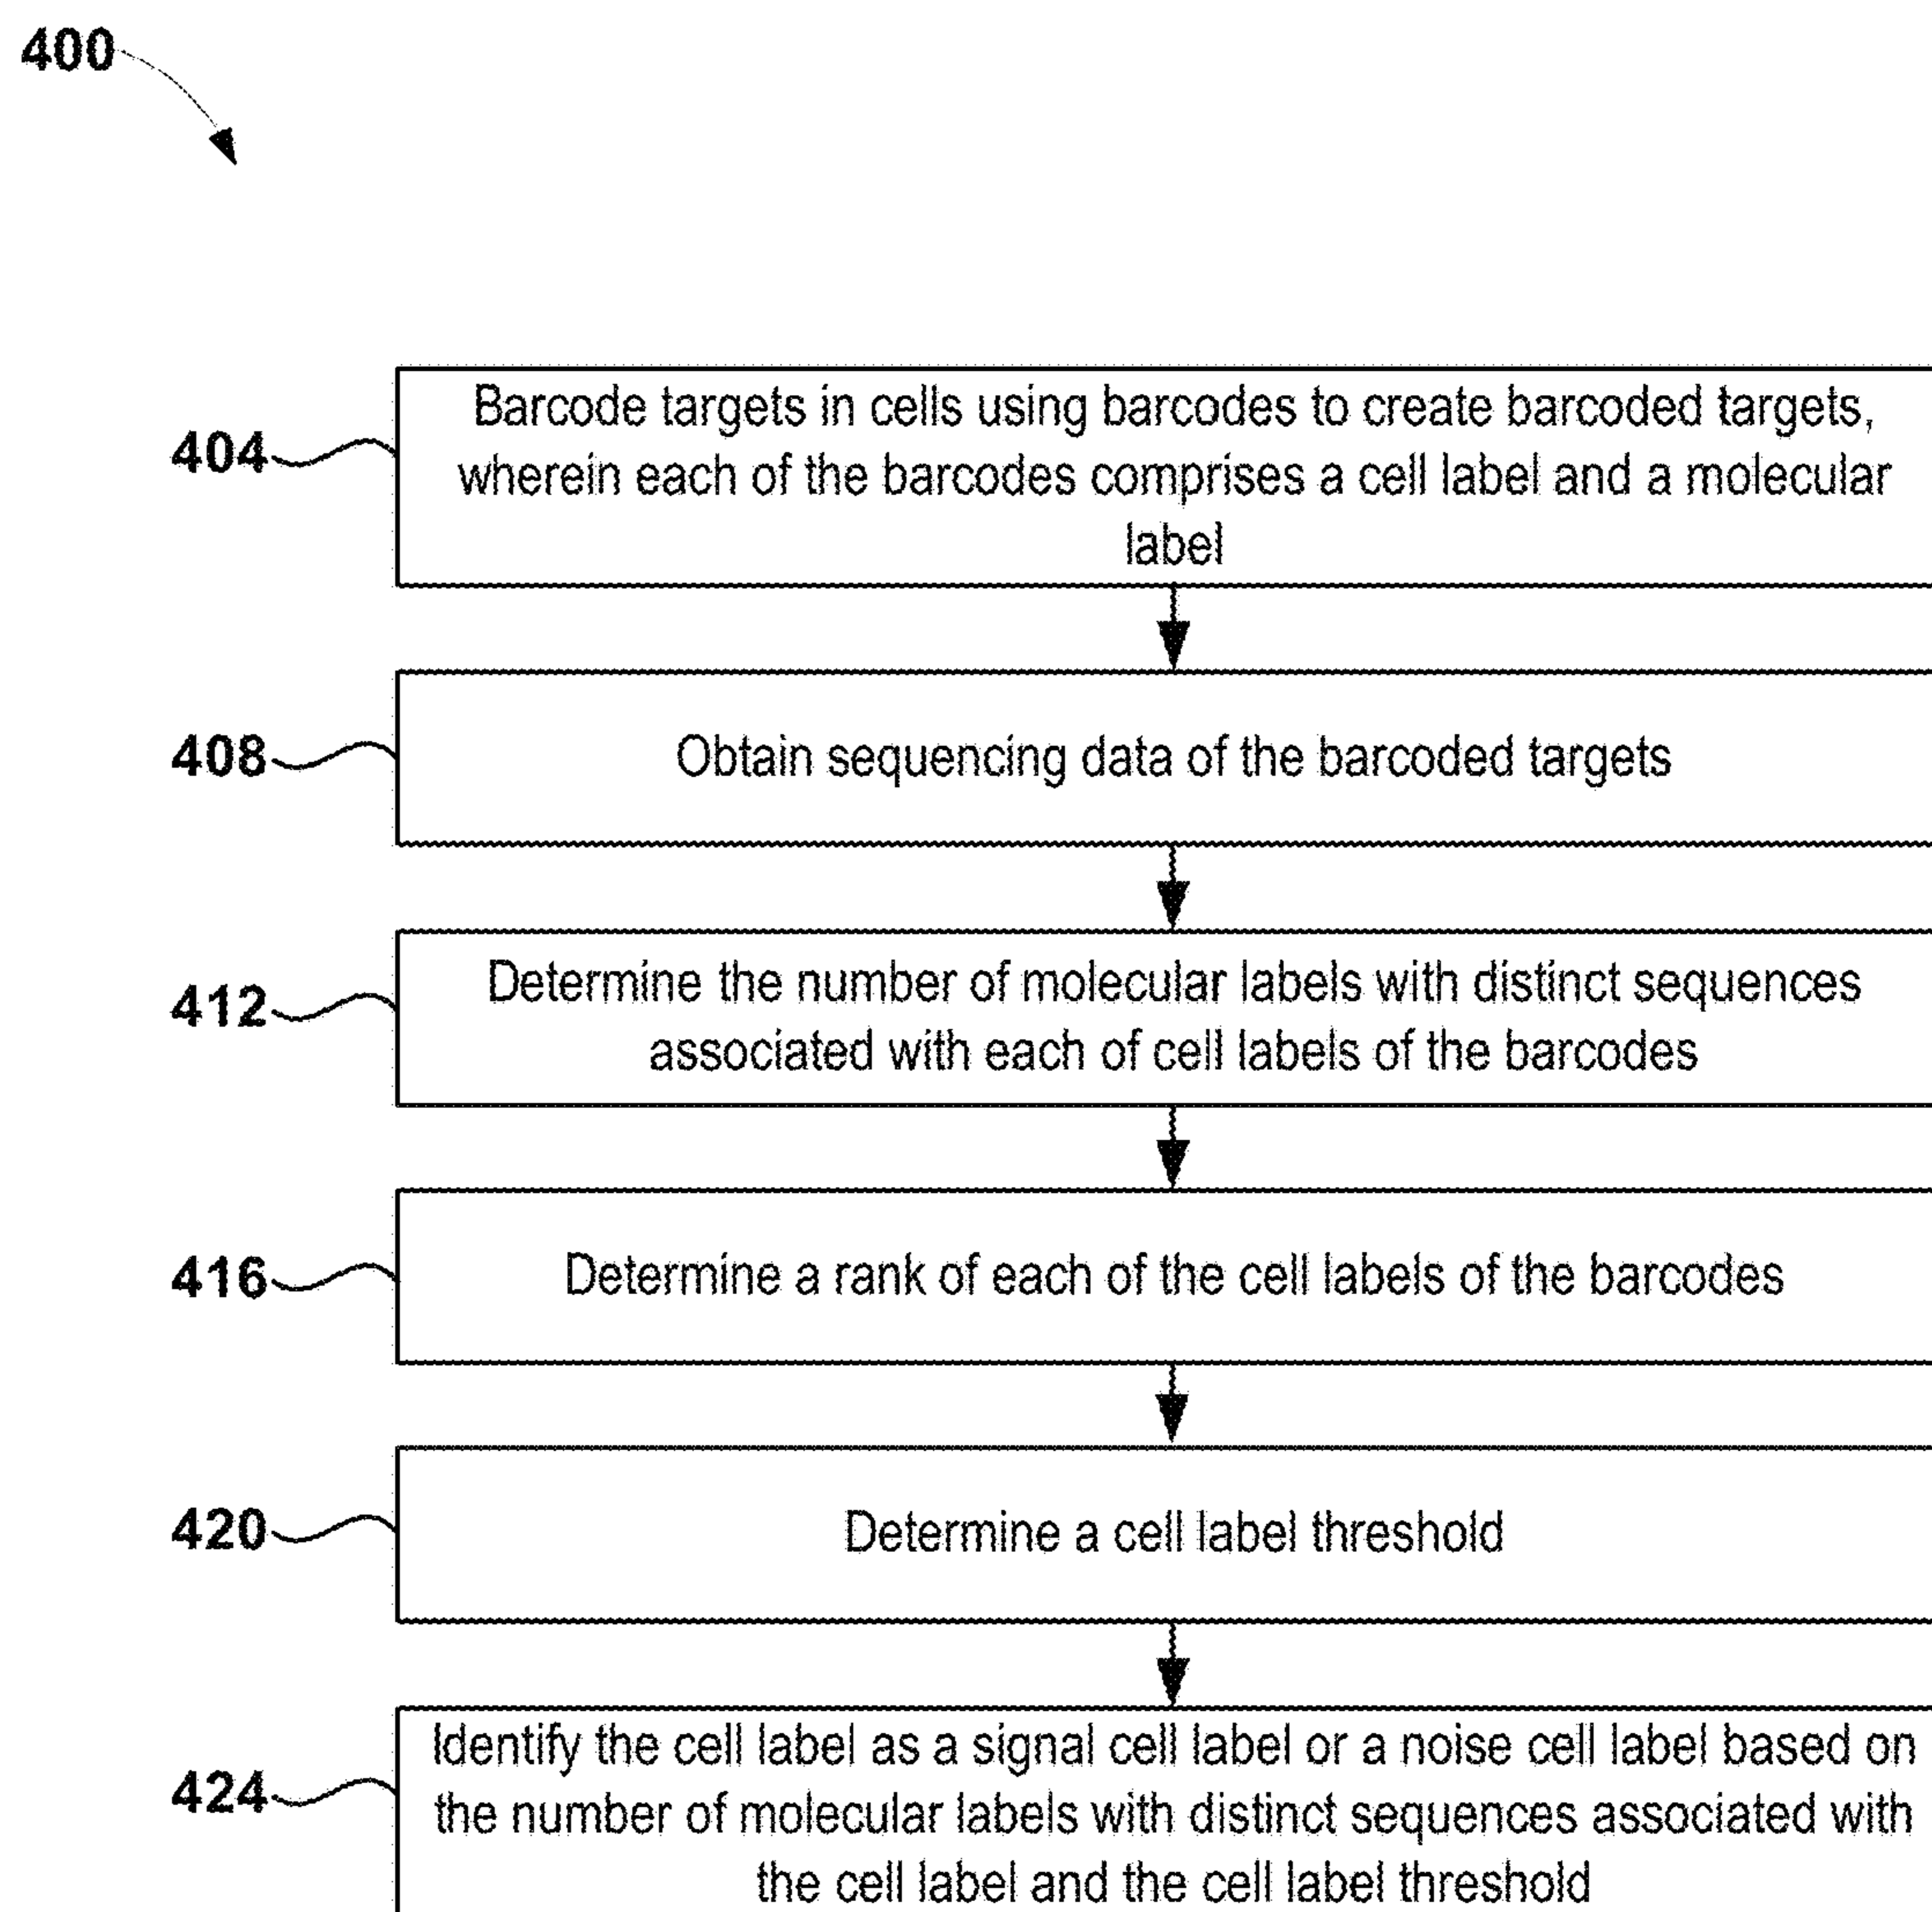 400
404
Barcode targets in cells using barcodes to create barcoded targets,
wherein each of the barcodes comprises a cell label and a molecular
label
408
Obtain sequencing data of the barcoded targets
412
Determine the number of molecular labels with distinct sequences
associated with each of cell labels of the barcodes
416
Determine a rank of each of the cell labels of the barcodes
420
Determine a cell label threshold
424
Identify the cell label as a signal cell label or a noise cell label based on
the number of molecular labels with distinct sequences associated with
the cell label and the cell label threshold